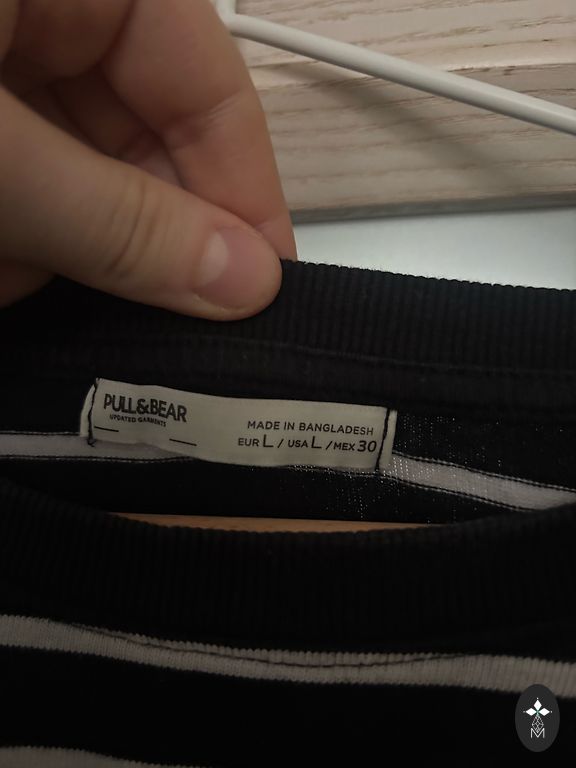 PULL&BEAR
UPDATED GARMENTS
MADE IN BANGLADESH
EUR L / USA L / MEX 30
M